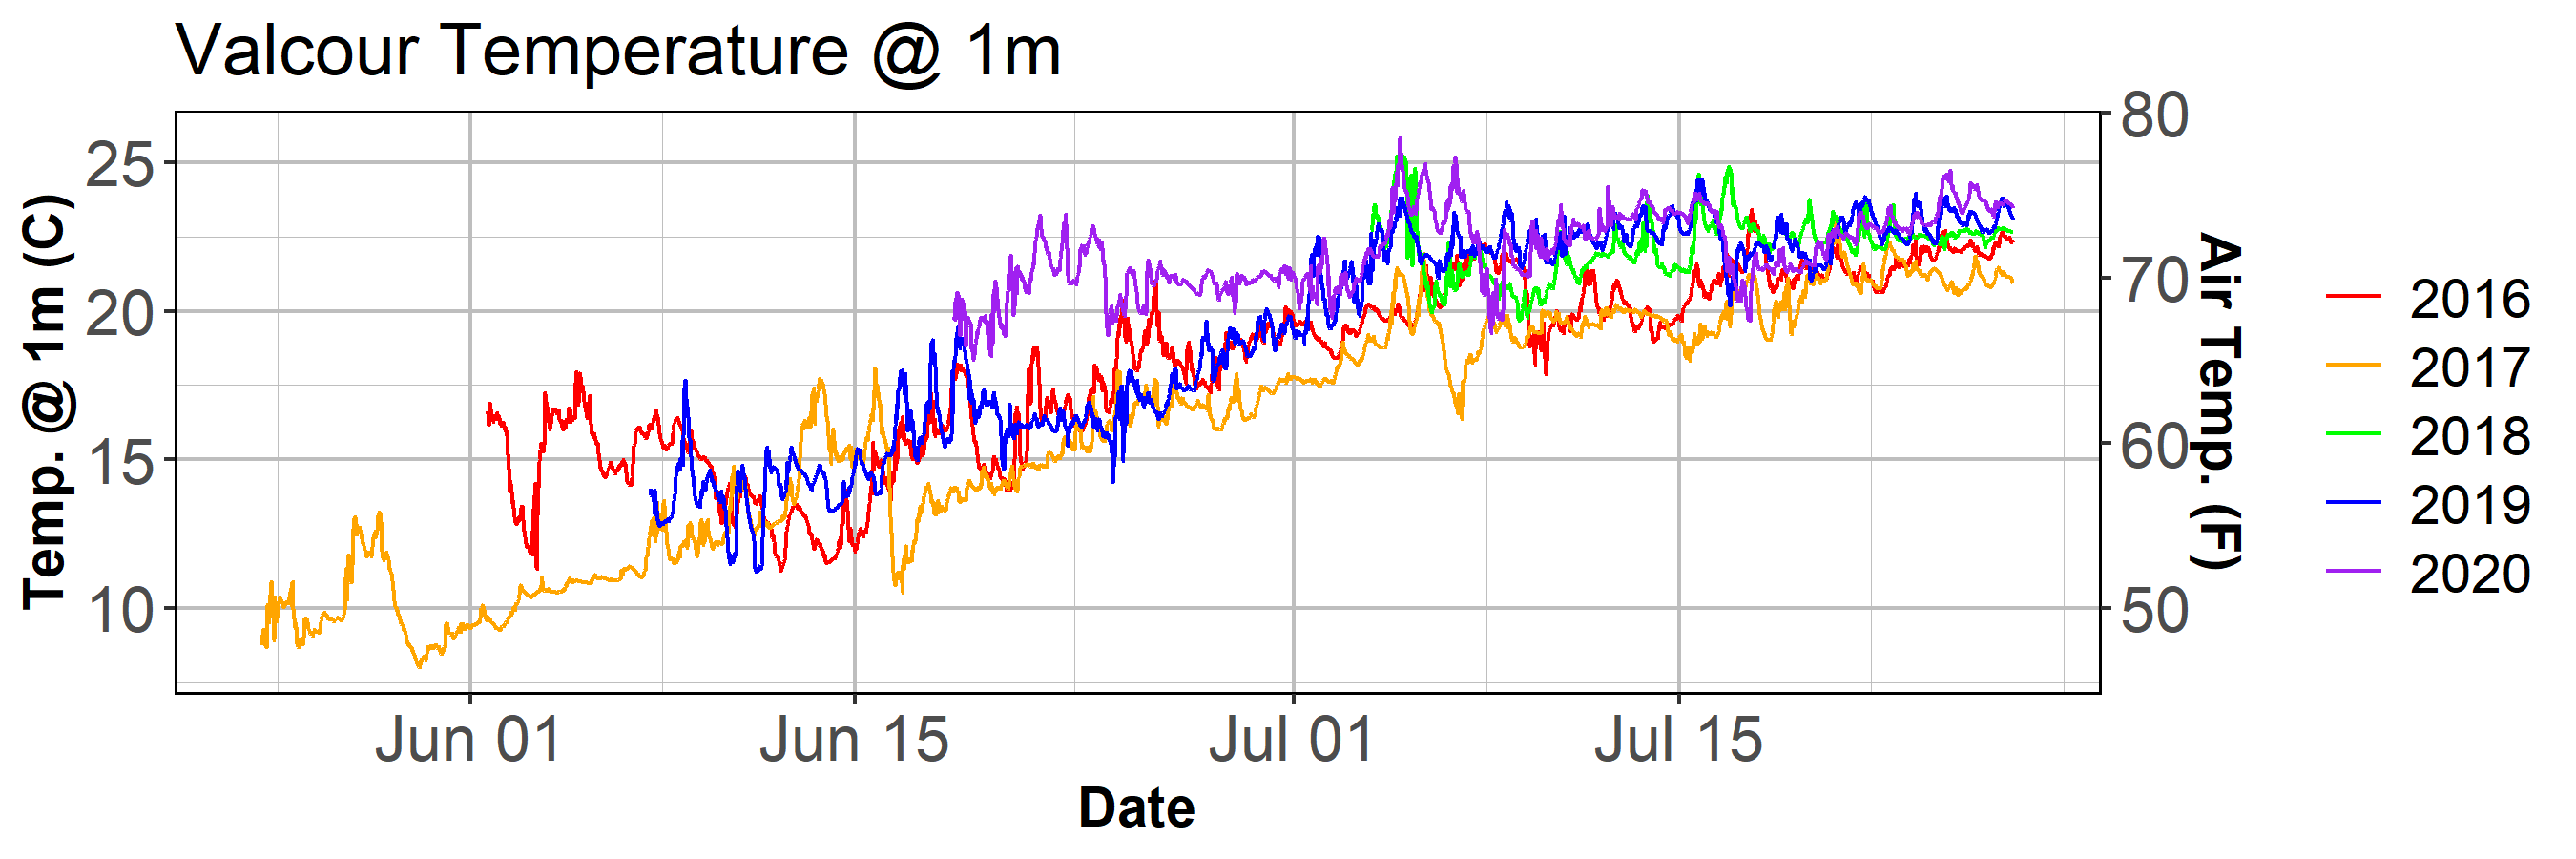 Valcour Temperature @ 1m
Temp. @ 1m (C)
25
20
15
10
80
70
60
50
Air Temp. (F)
Jun 01
Jun 15
Jul 01
Jul 15
Date
2016
2017
2018
2019
2020